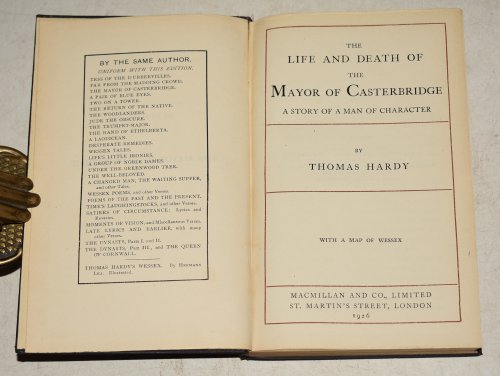 BY THE SAME AUTHOR.
UNIFORM WITH THIS EDITION.
TESS OF THE D'URBERVILLES.
FAR FROM THE MADDING CROWD.
THE MAYOR OF CASTERBRIDGE.
A PAIR OF BLUE EYES.
TWO ON A TOWER.
THE RETURN OF THE NATIVE.
THE WOODLANDERS.
JUDE THE OBSCURE.
THE TRUMPET-MAJOR.
THE HAND OF ETHELBERTA.
A LAODICEAN.
DESPERATE REMEDIES.
WESSEX TALES.
LIFE'S LITTLE IRONIES.
A GROUP OF NOBLE DAMES.
UNDER THE GREENWOOD TREE.
THE WELL-BELOVED.
A CHANGED MAN, THE WAITING SUPPER,
and other Tales.
WESSEX POEMS, and other Verses.
POEMS OF THE PAST AND THE PRESENT.
TIME'S LAUGHINGSTOCKS, and other Verses.
SATIRES OF CIRCUMSTANCE: Lyrics and
Reveries.
MOMENTS OF VISION, and Miscellaneous Verses.
LATE LYRICS AND EARLIER, with many
other Verses.
THE DYNASTS, Parts I. and II.
THE DYNASTS, Part III., and THE QUEEN
OF CORNWALL.
THOMAS HARDY'S WESSEX. By Hermann
Lea. Illustrated.
THE
LIFE AND DEATH OF
THE
MAYOR OF CASTERBRIDGE
A STORY OF A MAN OF CHARACTER
BY
THOMAS HARDY
WITH A MAP OF WESSEX
MACMILLAN AND CO., LIMITED
ST. MARTIN'S STREET, LONDON
1926